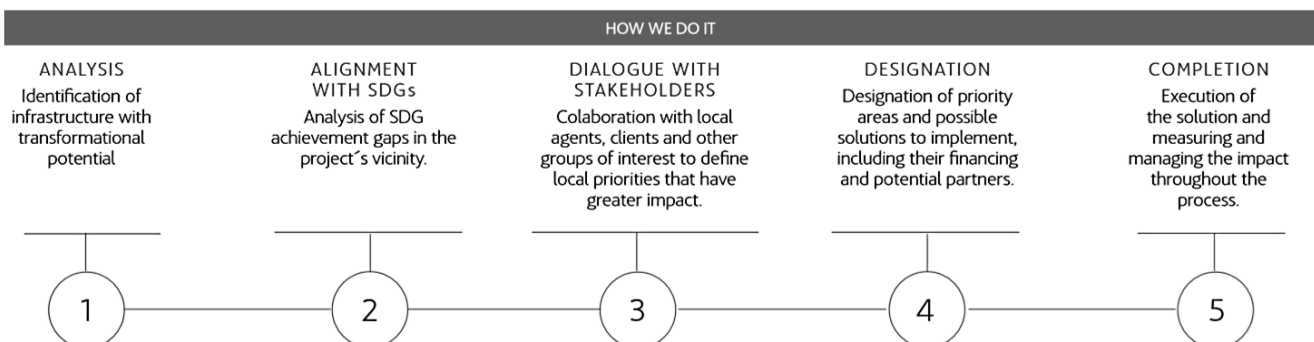 HOW WE DO IT
ANALYSIS
Identification of
infrastructure with
transformational
potential
ALIGNMENT
WITH SDGs
Analysis of SDG
achievement gaps in the
project´s vicinity.
DIALOGUE WITH
STAKEHOLDERS
Colaboration with local
agents, clients and other
groups of interest to define
local priorities that have
greater impact.
DESIGNATION
Designation of priority
areas and possible
solutions to implement,
including their financing
and potential partners.
COMPLETION
Execution of
the solution and
measuring and
managing the impact
throughout the
process.
1
2
3
4
5